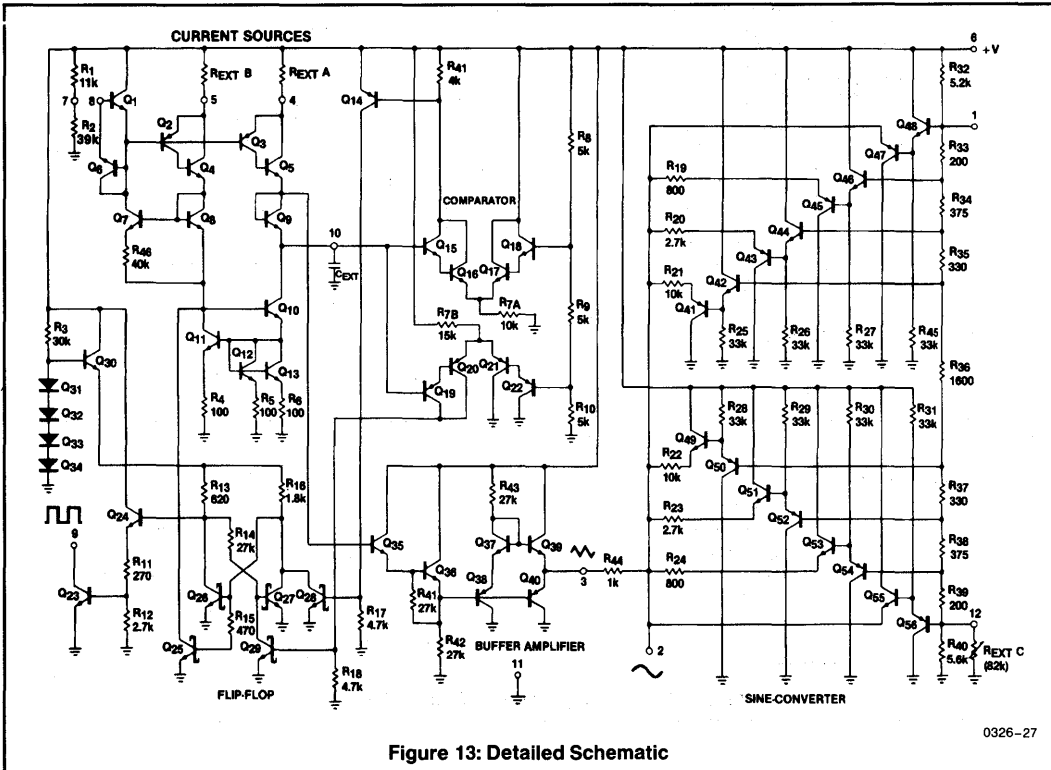 CURRENT SOURCES
6
+V
R1
11k
7
8
Q1
R2
39k
REXT B
5
REXT A
4
Q2
Q3
Q4
Q5
Q6
Q7
Q8
Q9
R46
40k
10
CEXT
Q10
Q11
Q12
Q13
R4
100
R5
100
R6
100
R3
30k
Q30
Q31
Q32
Q33
Q34
Q14
R41
4k
COMPARATOR
Q15
Q16
Q17
Q18
R7A
10k
R7B
15k
Q19
Q20
Q21
Q22
R8
5k
R9
5k
R10
5k
R13
620
R16
1.8k
Q24
R14
27k
9
R11
270
Q23
R12
2.7k
Q26
Q27
Q28
R15
470
Q25
Q29
R17
4.7k
R18
4.7k
FLIP-FLOP
Q35
Q36
R41
27k
R42
27k
R43
27k
Q37
Q38
Q39
Q40
3
R44
1k
BUFFER AMPLIFIER
11
R19
800
R20
2.7k
R21
10k
Q41
Q42
Q43
Q44
Q45
Q46
Q47
Q48
R25
33k
R26
33k
R27
33k
R45
33k
R32
5.2k
1
R33
200
R34
375
R35
330
R36
1600
R28
33k
R29
33k
R30
33k
R31
33k
Q49
R22
10k
Q50
Q51
R23
2.7k
Q52
Q53
R24
800
Q54
Q55
Q56
R37
330
R38
375
R39
200
12
R40
5.6k
REXT C
(82k)
2
SINE-CONVERTER
0326-27
Figure 13: Detailed Schematic